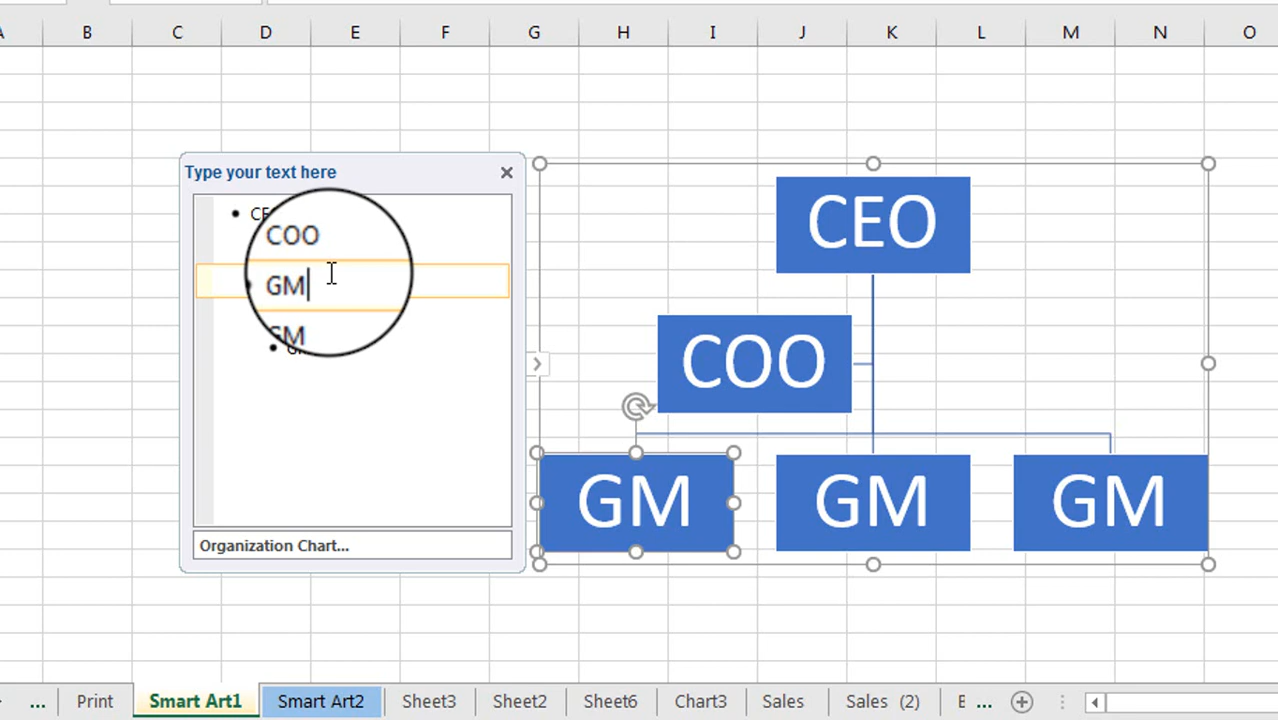 B C D E F G H I J K L M N O
Type your text here
COO
GM
GM
Organization Chart...
CEO
COO
GM GM GM
... Print Smart Art1 Smart Art2 Sheet3 Sheet2 Sheet6 Chart3 Sales Sales (2) ...